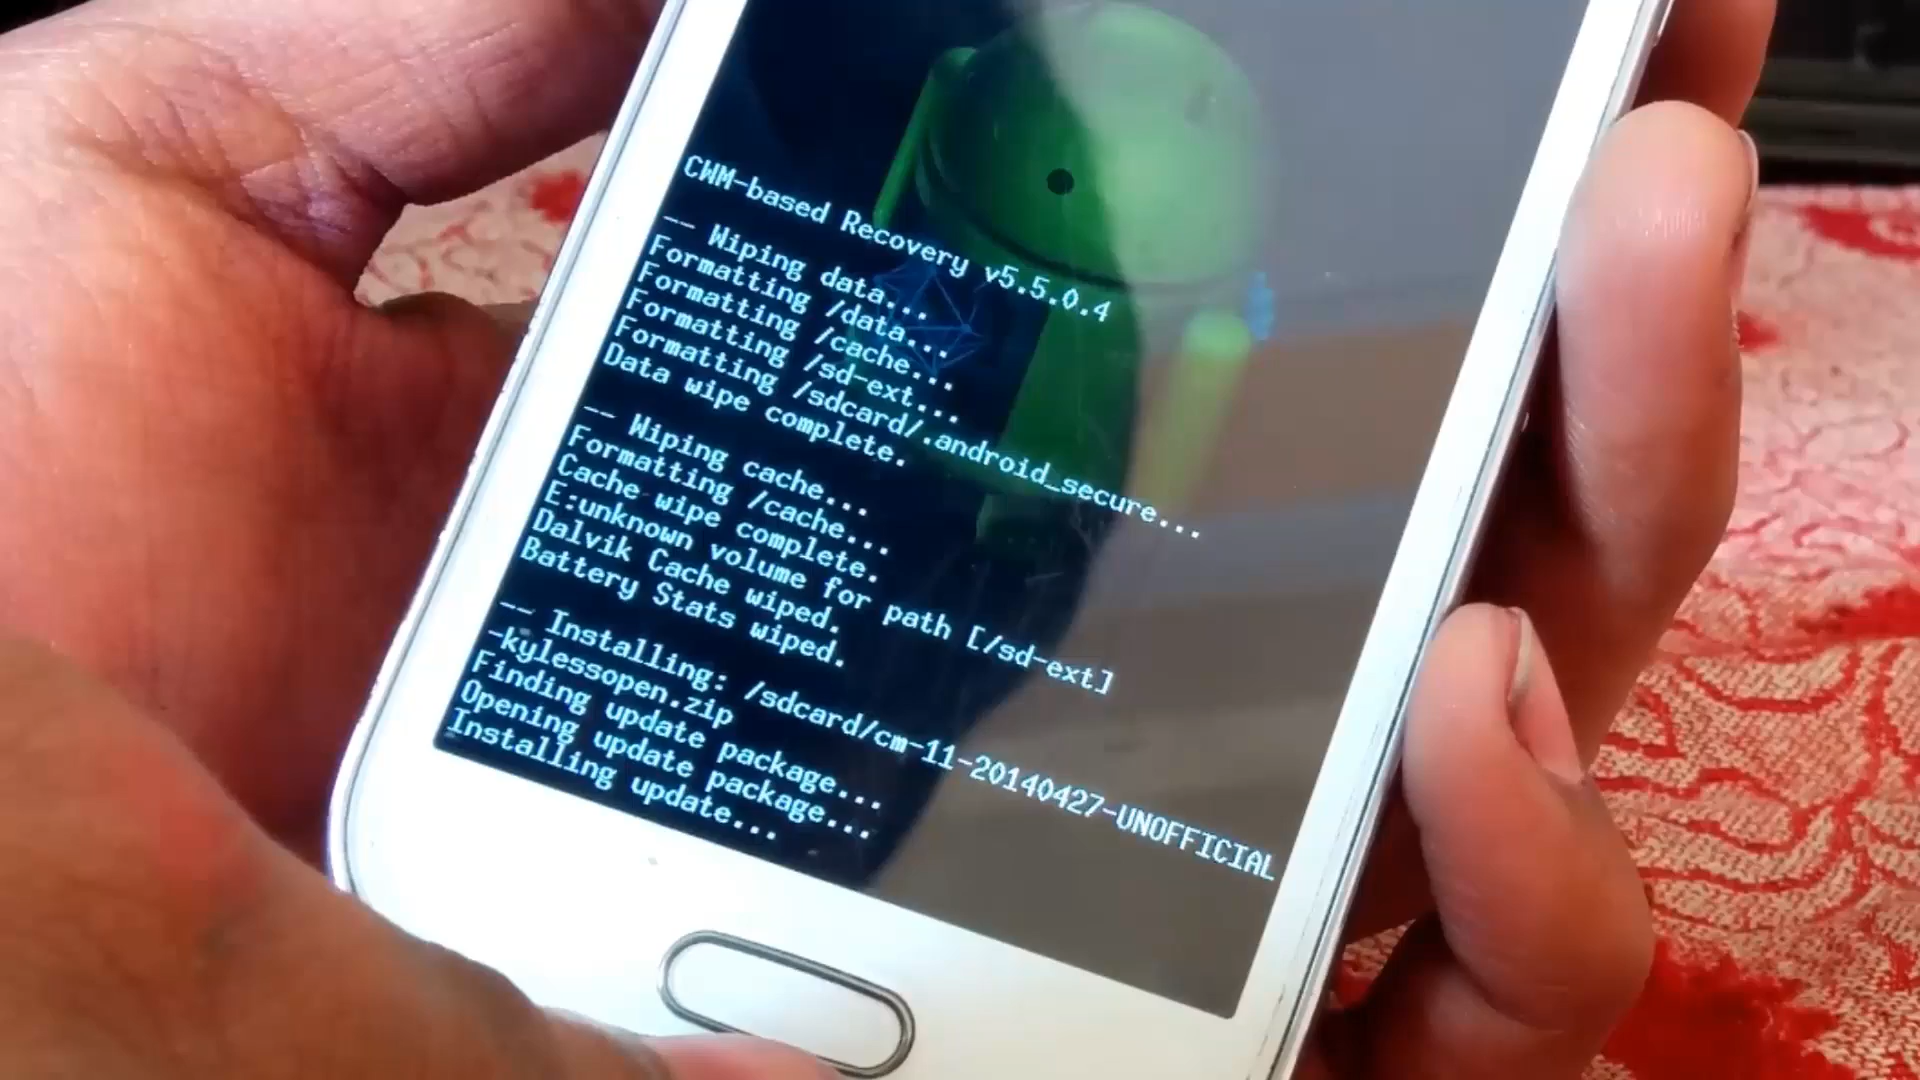 CWM-based Recovery v5.5.0.4
-- Wiping data...
Formatting /data...
Formatting /cache...
Formatting /sd-ext...
Formatting /sdcard/.android_secure...
Data wipe complete.
-- Wiping cache...
Formatting /cache...
Cache wipe complete.
E:unknown volume for path [/sd-ext]
Dalvik Cache wiped.
Battery Stats wiped.
-- Installing: /sdcard/cm-11-20140427-UNOFFICIAL
-kylessopen.zip
Finding update package...
Opening update package...
Installing update...